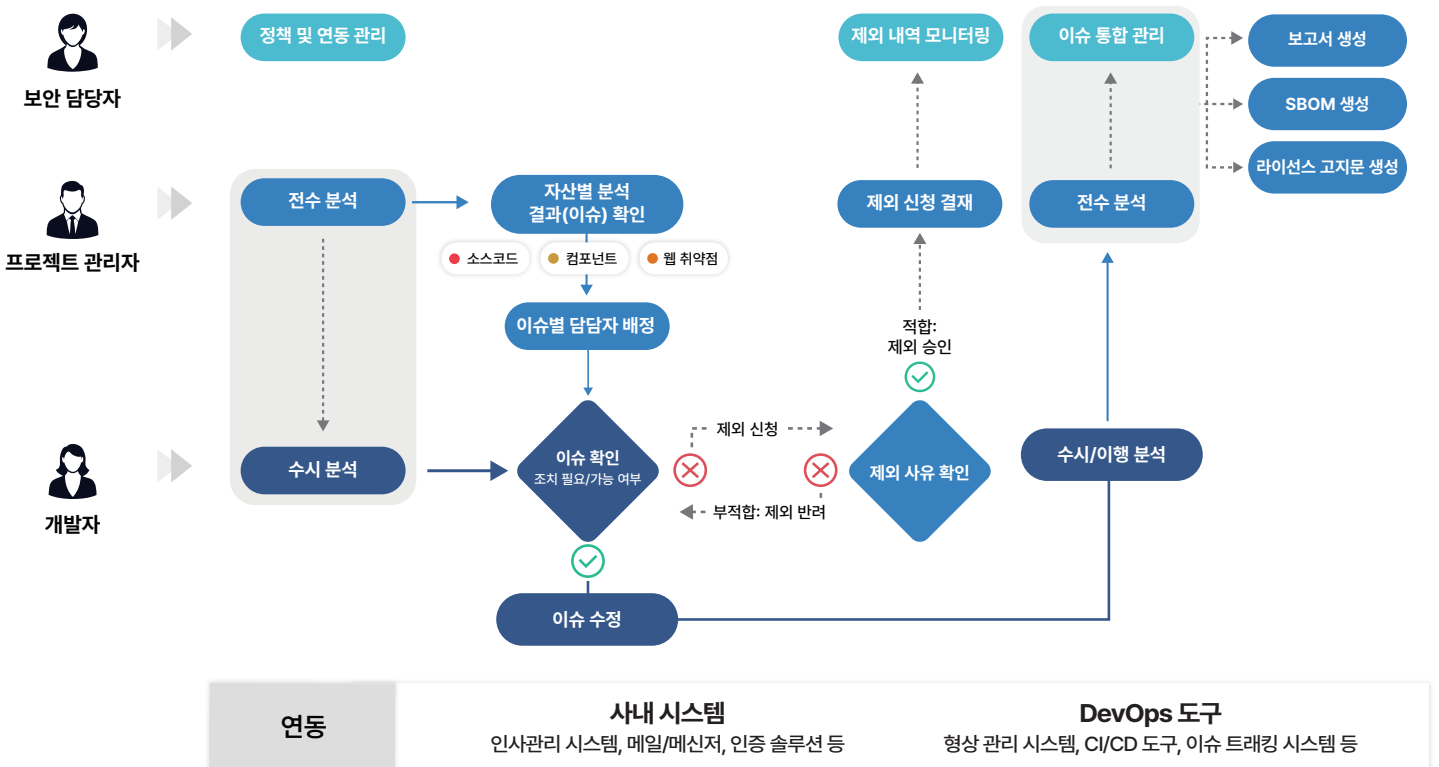 보안 담당자
정책 및 연동 관리
제외 내역 모니터링
이슈 통합 관리
보고서 생성
SBOM 생성
라이선스 고지문 생성
프로젝트 관리자
전수 분석
자산별 분석
결과(이슈) 확인
소스코드
컴포넌트
웹 취약점
이슈별 담담자 배정
제외 신청 결재
전수 분석
적합:
제외 승인
개발자
수시 분석
이슈 확인
조치 필요/가능 여부
제외 신청
부적합: 제외 반려
제외 사유 확인
수시/이행 분석
이슈 수정
연동
사내 시스템
인사관리 시스템, 메일/메신저, 인증 솔루션 등
DevOps 도구
형상 관리 시스템, CI/CD 도구, 이슈 트래킹 시스템 등